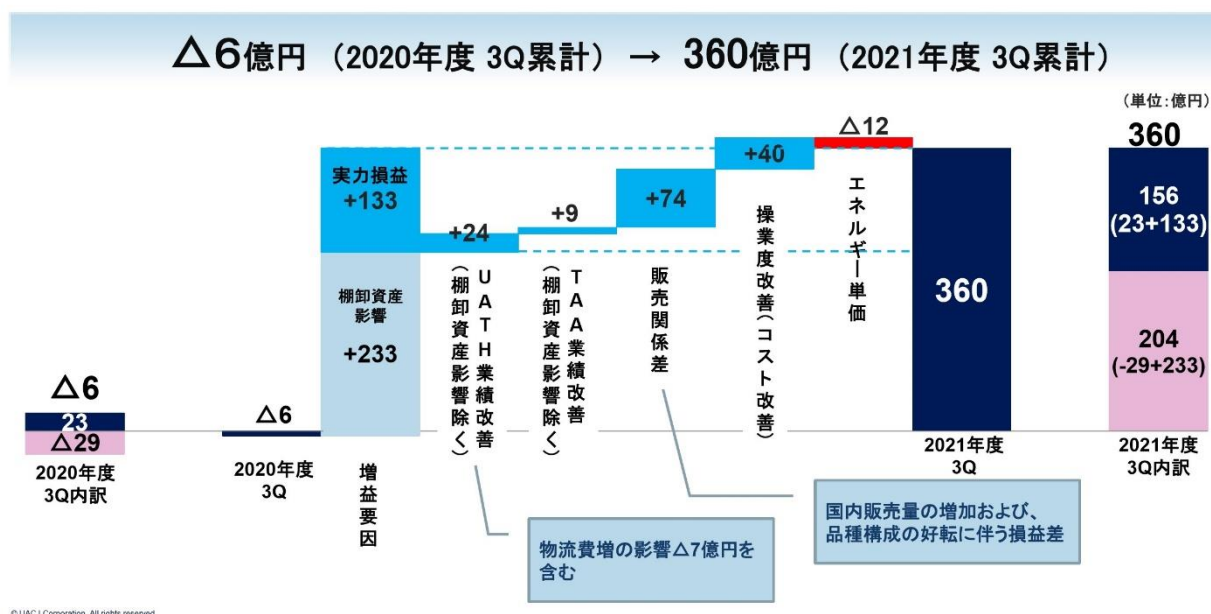 △6億円 (2020年度 3Q累計) → 360億円 (2021年度 3Q累計)
(単位:億円)
△6
23
△29
2020年度
3Q内訳
△6
2020年度
3Q
実力損益
+133
棚卸資産
影響
+233
増益要因
+24
UATH業績改善
(棚卸資産影響除く)
+9
TAA業績改善
(棚卸資産影響除く)
+74
販売関係差
+40
操業度改善(コスト改善)
△12
エネルギー単価
360
2021年度
3Q
360
156
(23+133)
204
(-29+233)
2021年度
3Q内訳
物流費増の影響△7億円を
含む
国内販売量の増加および、
品種構成の好転に伴う損益差
© UACJ Corporation. All rights reserved.